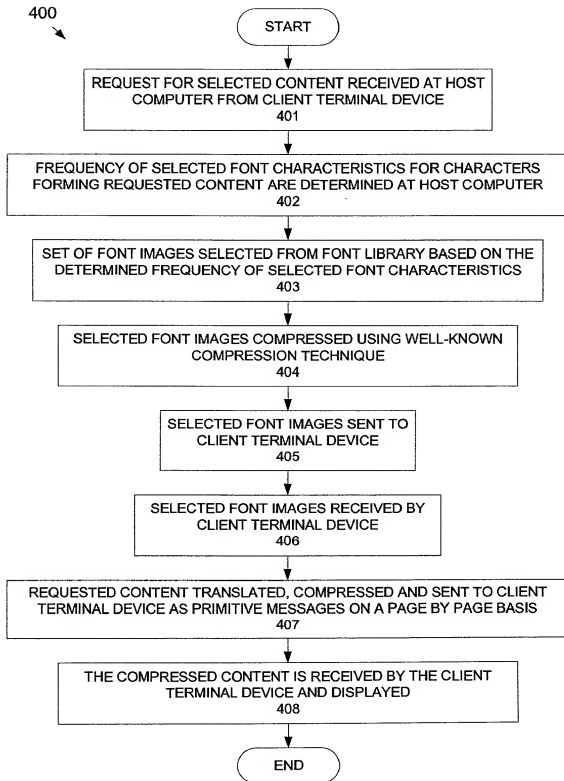 400
START
REQUEST FOR SELECTED CONTENT RECEIVED AT HOST
COMPUTER FROM CLIENT TERMINAL DEVICE
401
FREQUENCY OF SELECTED FONT CHARACTERISTICS FOR CHARACTERS
FORMING REQUESTED CONTENT ARE DETERMINED AT HOST COMPUTER
402
SET OF FONT IMAGES SELECTED FROM FONT LIBRARY BASED ON THE
DETERMINED FREQUENCY OF SELECTED FONT CHARACTERISTICS
403
SELECTED FONT IMAGES COMPRESSED USING WELL-KNOWN
COMPRESSION TECHNIQUE
404
SELECTED FONT IMAGES SENT TO
CLIENT TERMINAL DEVICE
405
SELECTED FONT IMAGES RECEIVED BY
CLIENT TERMINAL DEVICE
406
REQUESTED CONTENT TRANSLATED, COMPRESSED AND SENT TO CLIENT
TERMINAL DEVICE AS PRIMITIVE MESSAGES ON A PAGE BY PAGE BASIS
407
THE COMPRESSED CONTENT IS RECEIVED BY THE CLIENT
TERMINAL DEVICE AND DISPLAYED
408
END